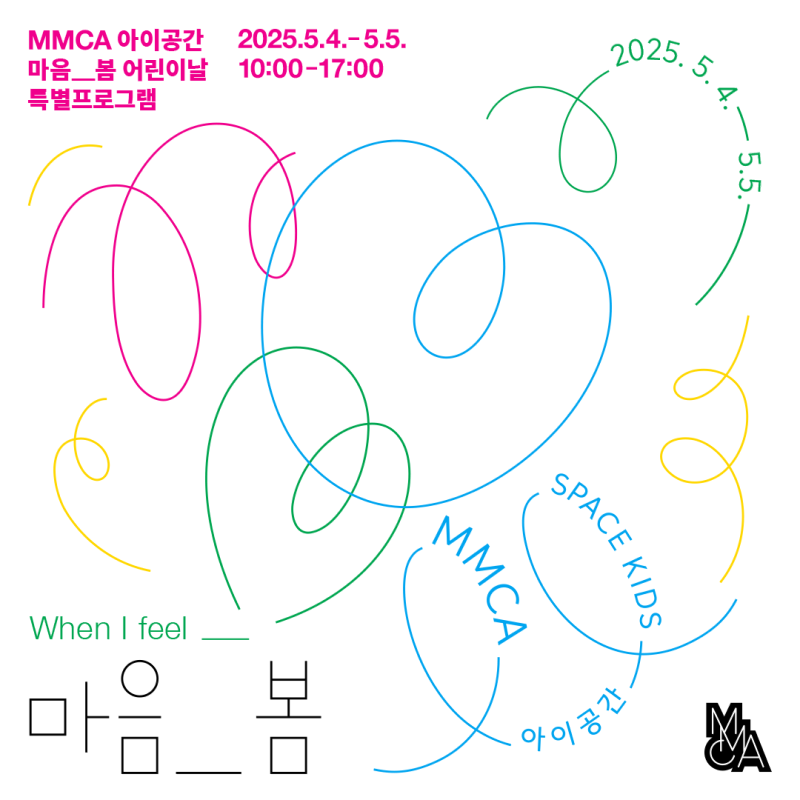 MMCA 아이공간
마음__봄 어린이날
특별프로그램
2025.5.4.-5.5.
10:00-17:00
2025. 5. 4.
5.5.
SPACE KIDS
MMCA
아이공간
When I feel ___
마음__봄
MMCA